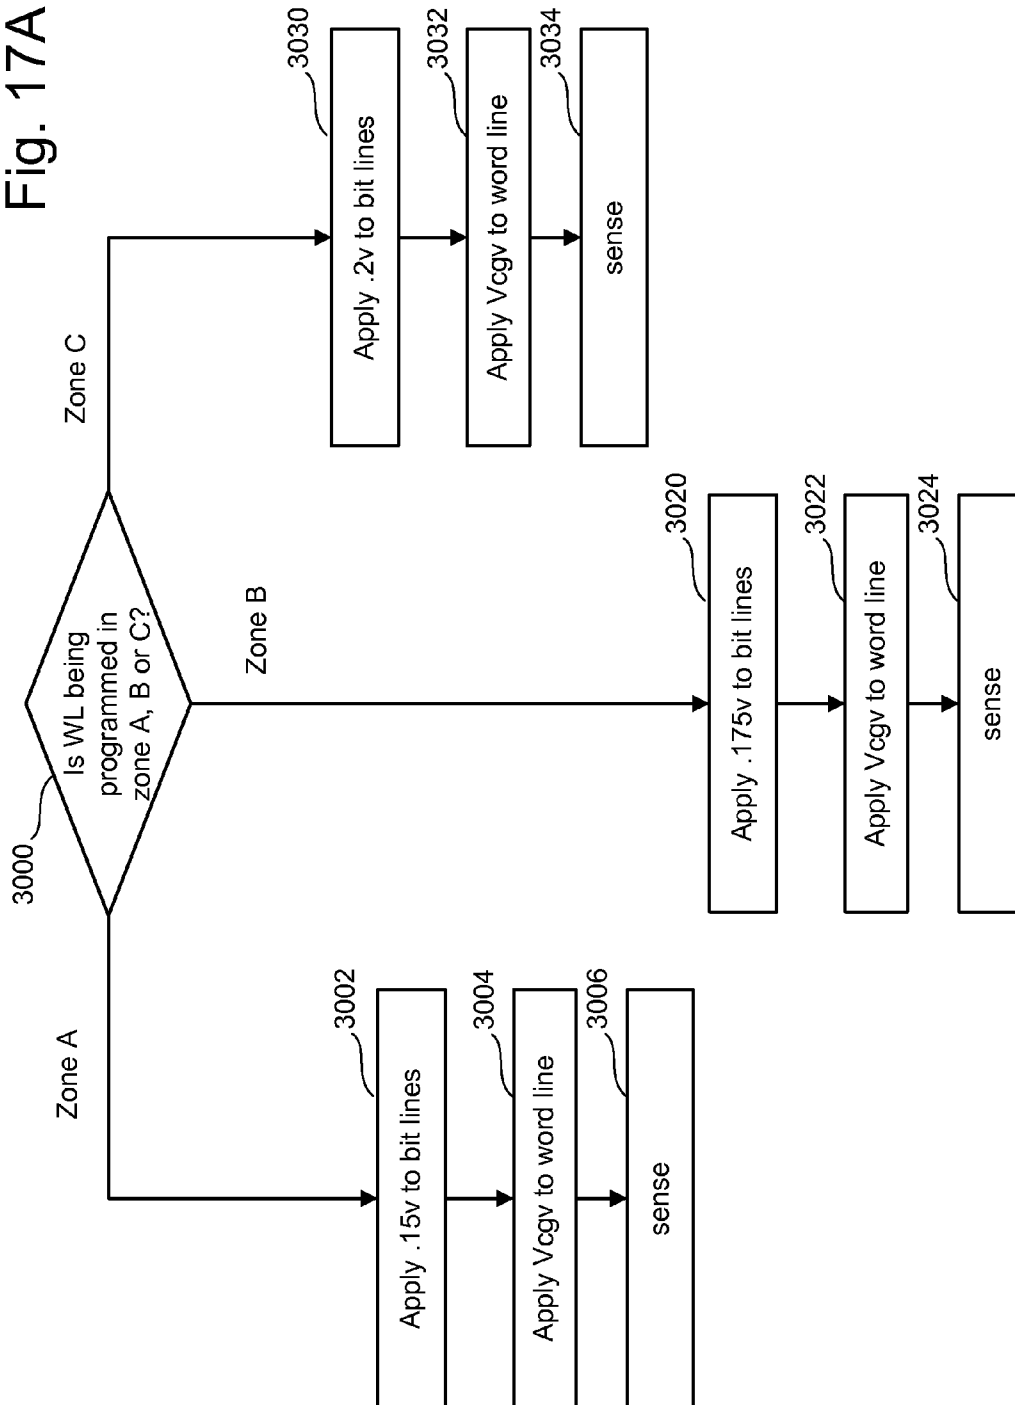 Fig. 17A
3000
Is WL being
programmed in
zone A, B or C?
Zone A
3002
Apply .15v to bit lines
3004
Apply Vcgv to word line
3006
sense
Zone B
3020
Apply .175v to bit lines
3022
Apply Vcgv to word line
3024
sense
Zone C
3030
Apply .2v to bit lines
3032
Apply Vcgv to word line
3034
sense